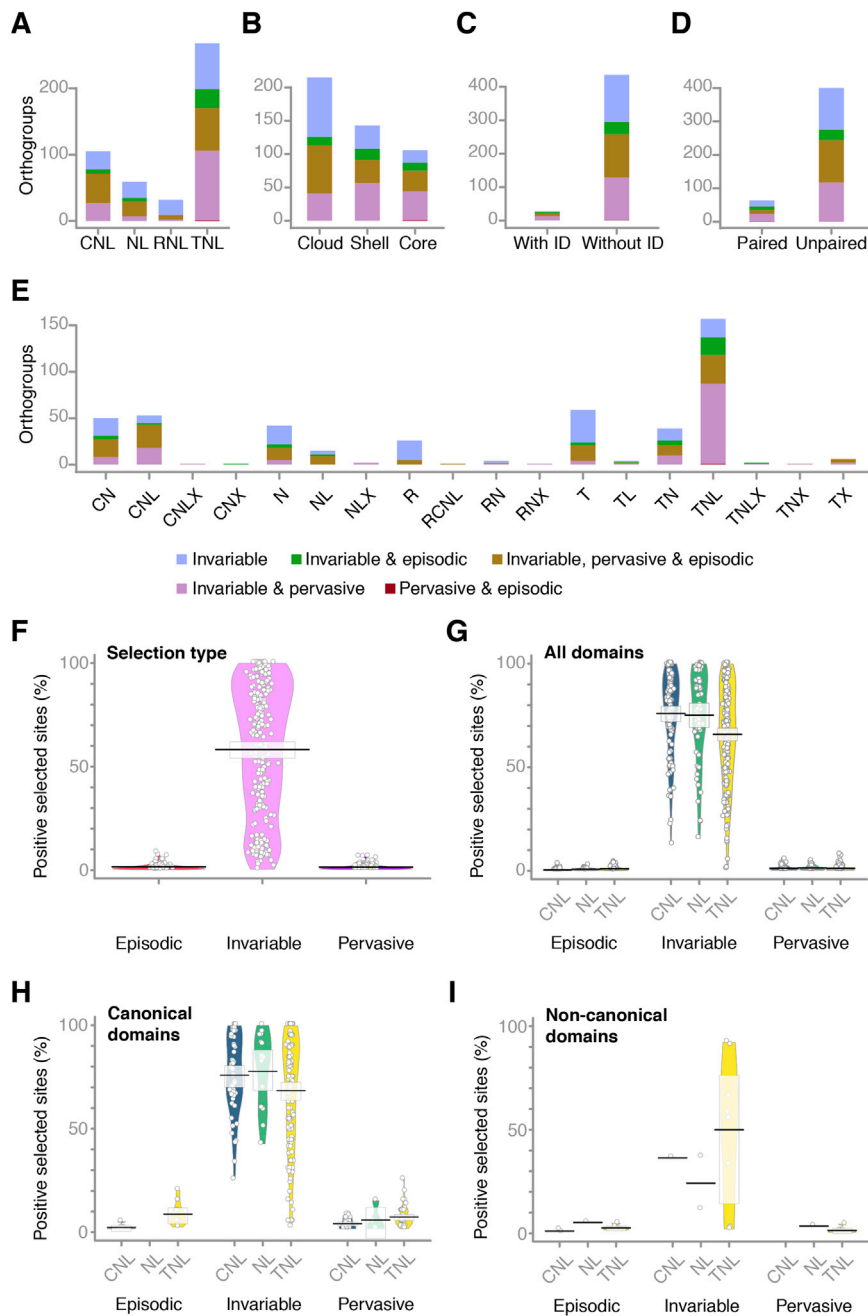 A
B
C
D
Orthogroups
200
100
0
CNL NL RNL TNL
200
150
100
50
0
Cloud Shell Core
400
300
200
100
0
With ID Without ID
400
300
200
100
0
Paired Unpaired
E
Orthogroups
150
100
50
0
CN CNL CNLX CNX N NL NLX R RCNL RN RNX T TL TN TNL TNLX TNX TX
Invariable Invariable & episodic Invariable, pervasive & episodic
Invariable & pervasive Pervasive & episodic
F
Selection type
Positive selected sites (%)
100
50
0
Episodic Invariable Pervasive
G
All domains
Positive selected sites (%)
100
50
0
CNL NL TNL CNL NL TNL CNL NL TNL
Episodic Invariable Pervasive
H
Canonical
domains
Positive selected sites (%)
100
50
0
CNL NL TNL CNL NL TNL CNL NL TNL
Episodic Invariable Pervasive
I
Non-canonical
domains
Positive selected sites (%)
100
50
0
CNL NL TNL CNL NL TNL CNL NL TNL
Episodic Invariable Pervasive